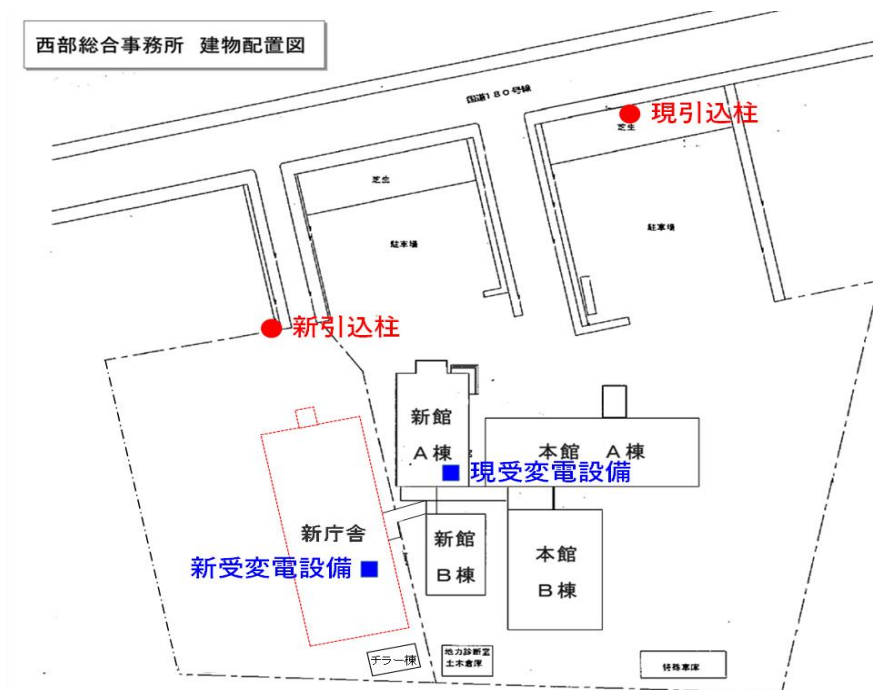 西部総合事務所 建物配置図
国道180号線
現引込柱
芝生
芝生
駐車場
駐車場
新引込柱
新館
A棟
本館 A棟
現受変電設備
新庁舎
新館
B棟
本館
B棟
新受変電設備
チラー棟
地力診断室
土木倉庫
特殊車庫